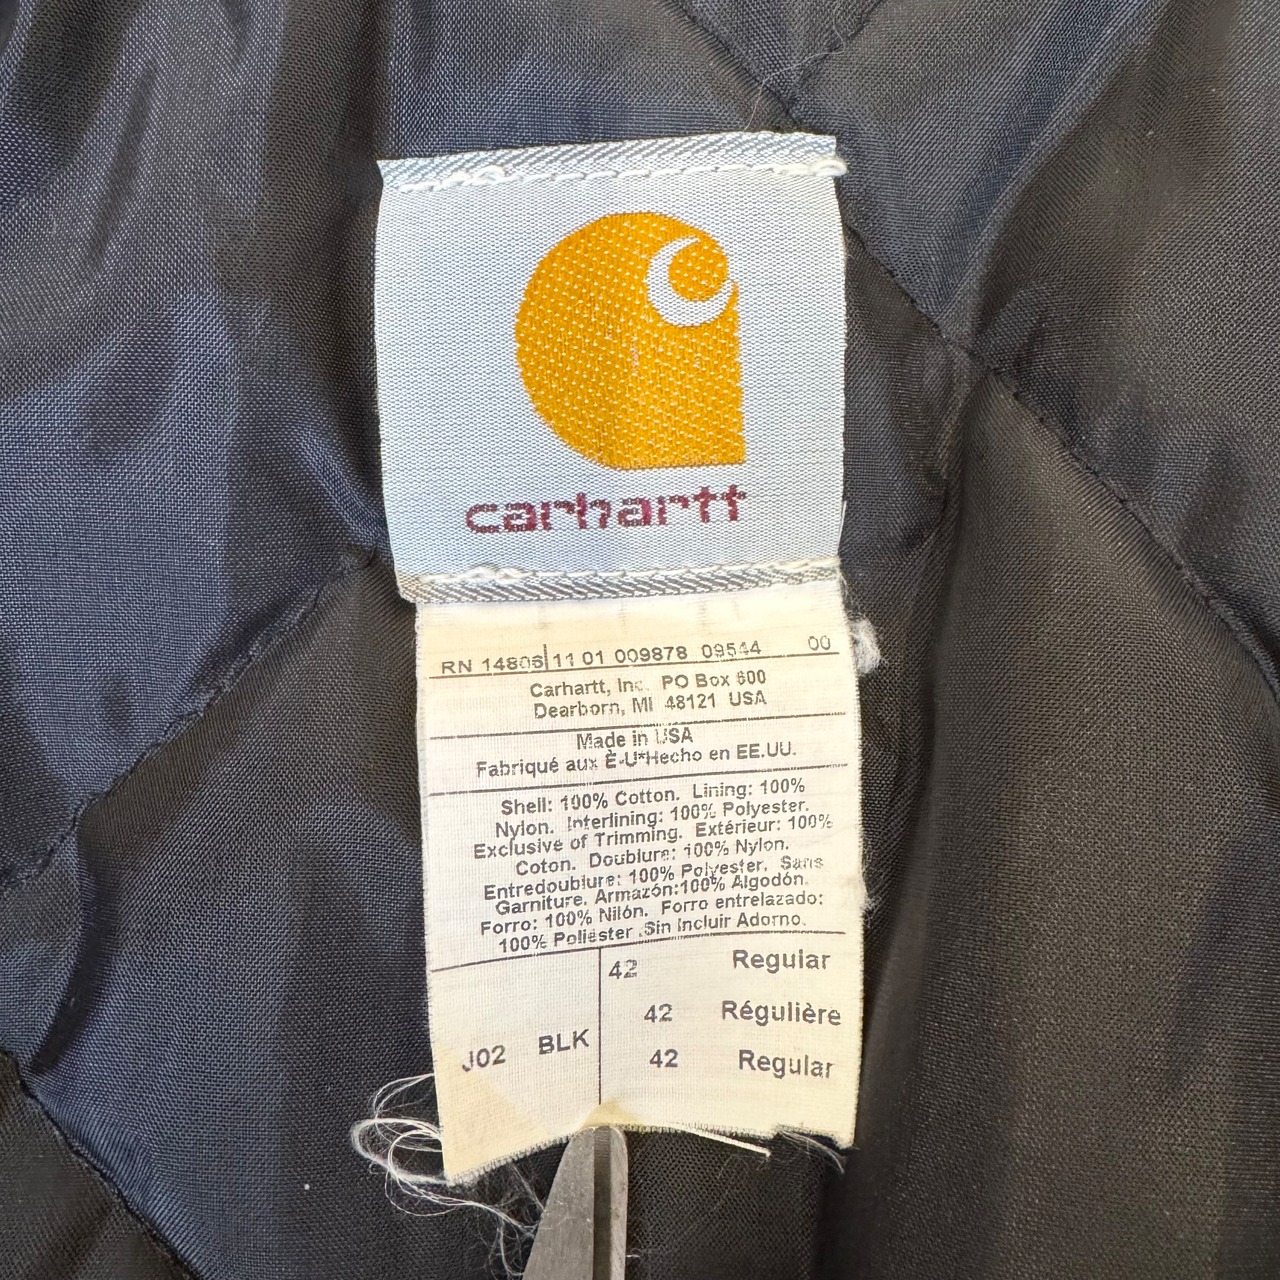 carhartt
RN 14806 11 01 009878 09544 00
Carhartt, Inc. PO Box 600
Dearborn, MI 48121 USA
Made in USA
Fabriqué aux É-U*Hecho en EE.UU.
Shell: 100% Cotton. Lining: 100%
Nylon. Interlining: 100% Polyester.
Exclusive of Trimming. Extérieur: 100%
Coton. Doublure: 100% Nylon.
Entredoublure: 100% Polyester. Sans
Garniture. Armazón:100% Algodón.
Forro: 100% Nilón. Forro entrelazado:
100% Poliéster .Sin Incluir Adorno.
42 Regular
42 Régulière
J02 BLK
42 Regular